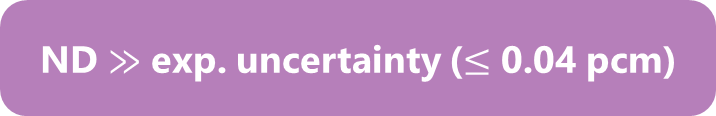 ND ≫ exp. uncertainty (≤ 0.04 pcm)